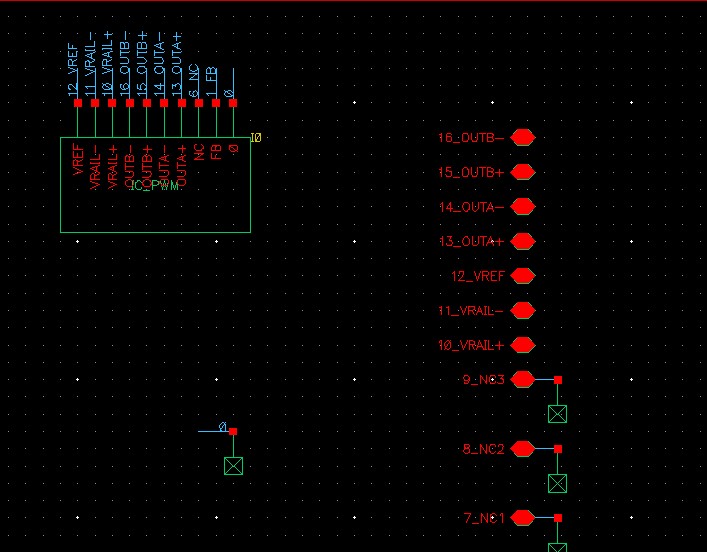 12_VREF
11_VRAIL-
10_VRAIL+
16_OUTB-
15_OUTB+
14_OUTA-
13_OUTA+
6_NC
1_FB
0
I0
VREF
VRAIL-
VRAIL+
OUTB-
OUTB+
OUTA-
OUTA+
NC
FB
0
IC_PWM
16_OUTB-
15_OUTB+
14_OUTA-
13_OUTA+
12_VREF
11_VRAIL-
10_VRAIL+
9_NC3
0
8_NC2
7_NC1